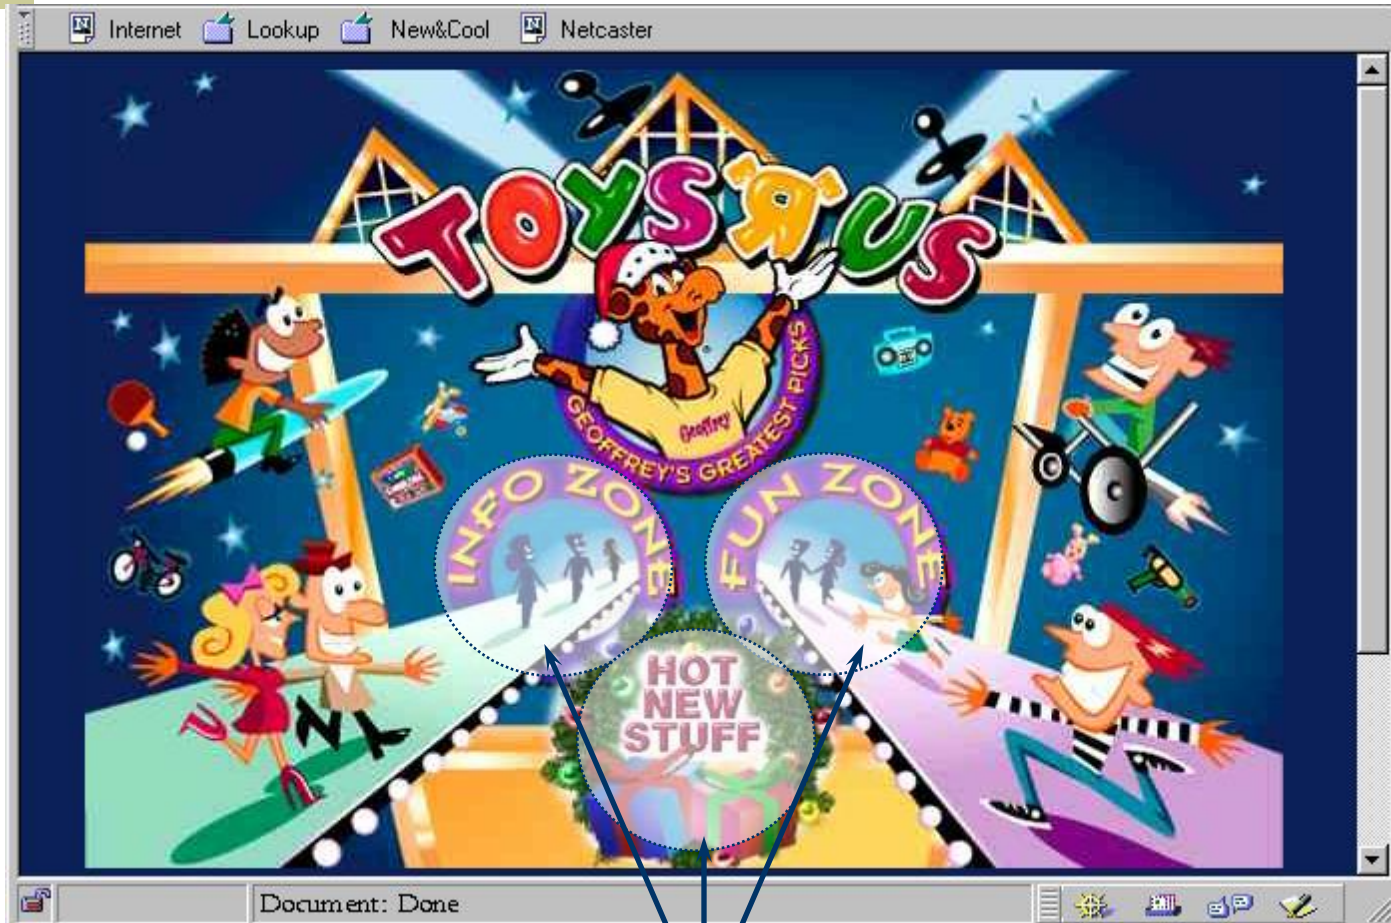 Internet Lookup New&Cool Netcaster
TOYS"R"US
GEOFFREY'S GREATEST PICKS
Geoffrey
INFO ZONE
FUN ZONE
HOT
NEW
STUFF
Document: Done